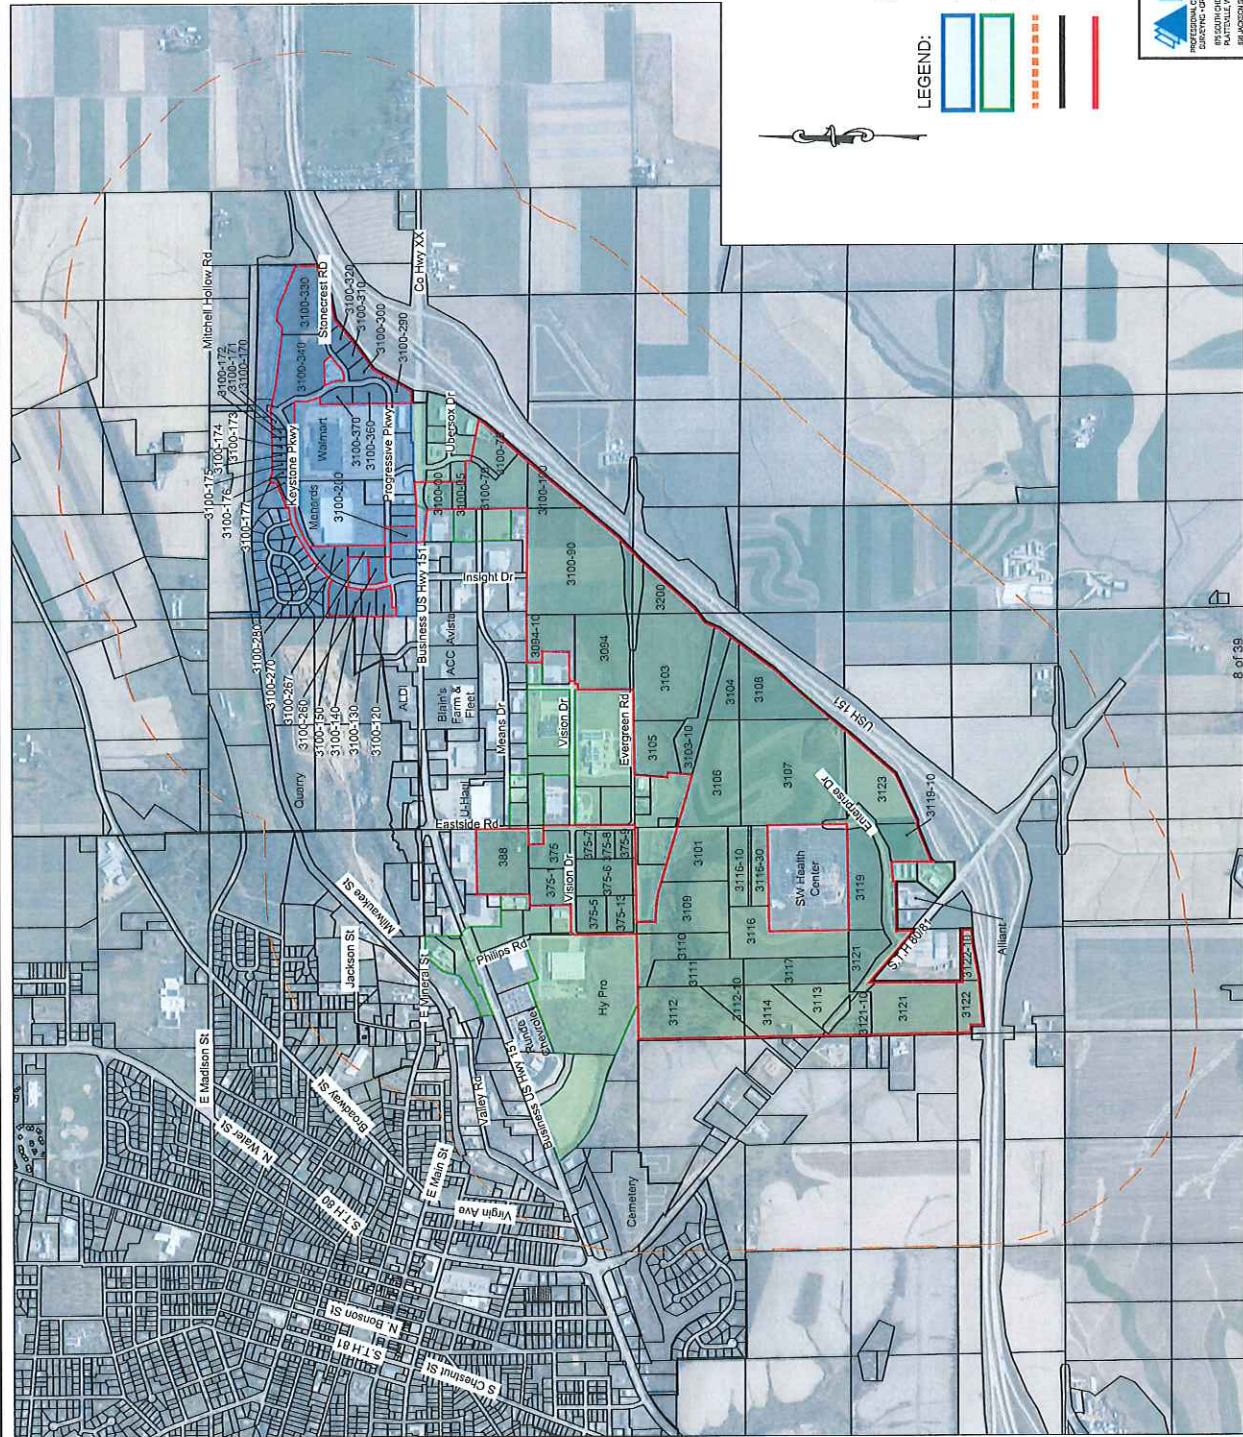 Mitchell Hollow Rd
3100-172
3100-171
3100-170
3100-174
3100-173
3100-175
3100-176
3100-177
Keystone Pkwy
3100-340
3100-330
Stonecrest RD
3100-320
3100-310
3100-300
3100-290
Co Hwy XX
Walmart
3100-370
3100-360
Progressive Pkwy
Menards
3100-200
Ubersox Dr
3100-280
3100-270
3100-267
3100-260
3100-150
3100-140
3100-130
3100-120
Business US Hwy 151
Insight Dr
3100-90
3200
3094-10
3094
3103
3104
3108
3105
3103-10
3106
3107
USH 151
ALDI
ACC
Avista
Blain's
Farm &
Fleet
Means Dr
Vision Dr
Evergreen Rd
Quarry
U-Haul
Eastside Rd
388
375
375-1
Vision Dr
375-7
375-8
375-9
375-6
375-5
375-13
3101
3109
3110
3111
3112
3112-10
3116-10
3116-30
3116
3117
3114
3113
SW Health
Center
3119
3121
3121-10
3121
3122
3122-10
3123
3119-10
Enterprise Dr
S.T.H 80/81
Alliant
Milwaukee St
Jackson St
E Mineral St
Philips Rd
Hy Pro
Runde
Chevrolet
Business US Hwy 151
Valley Rd
E Madison St
Broadway St
N. Water St
E Main St
Virgin Ave
S.T.H 80
N. Bonson St
S.T.H 81
S Chestnut St
Cemetery
8 of 39
LEGEND: